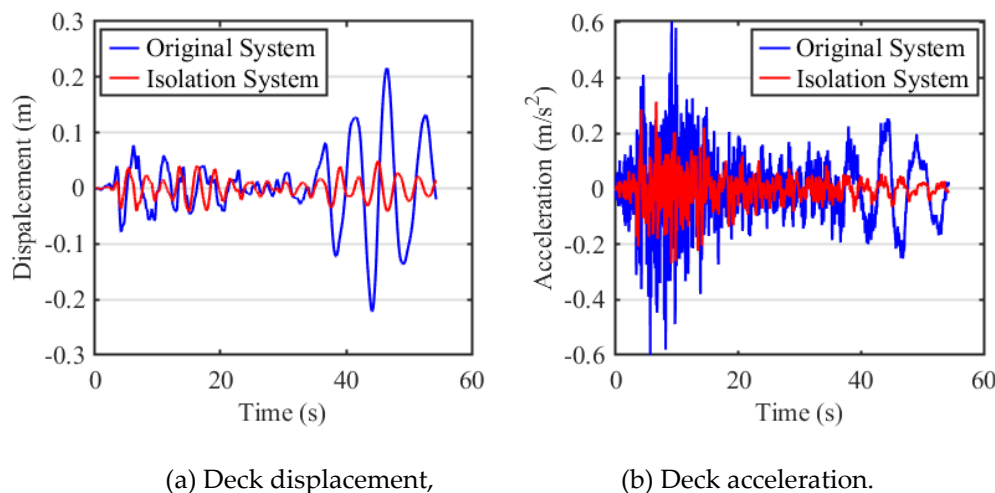 0.3
0.2
0.1
0
-0.1
-0.2
-0.3
Dispalcement (m)
Original System
Isolation System
0
20
40
60
Time (s)
0.6
0.4
0.2
0
-0.2
-0.4
-0.6
Acceleration (m/s²)
Original System
Isolation System
0
20
40
60
Time (s)
(a) Deck displacement,
(b) Deck acceleration.